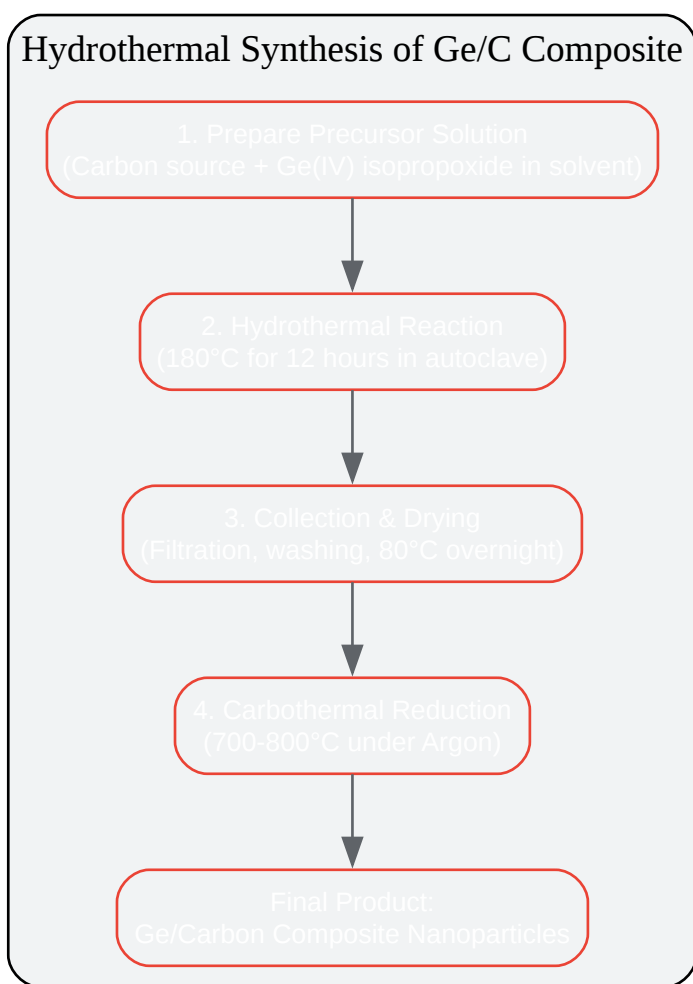 Hydrothermal Synthesis of Ge/C Composite
1. Prepare Precursor Solution
(Carbon source + Ge(IV) isopropoxide in solvent)
2. Hydrothermal Reaction
(180°C for 12 hours in autoclave)
3. Collection & Drying
(Filtration, washing, 80°C overnight)
4. Carbothermal Reduction
(700-800°C under Argon)
Final Product:
Ge/Carbon Composite Nanoparticles